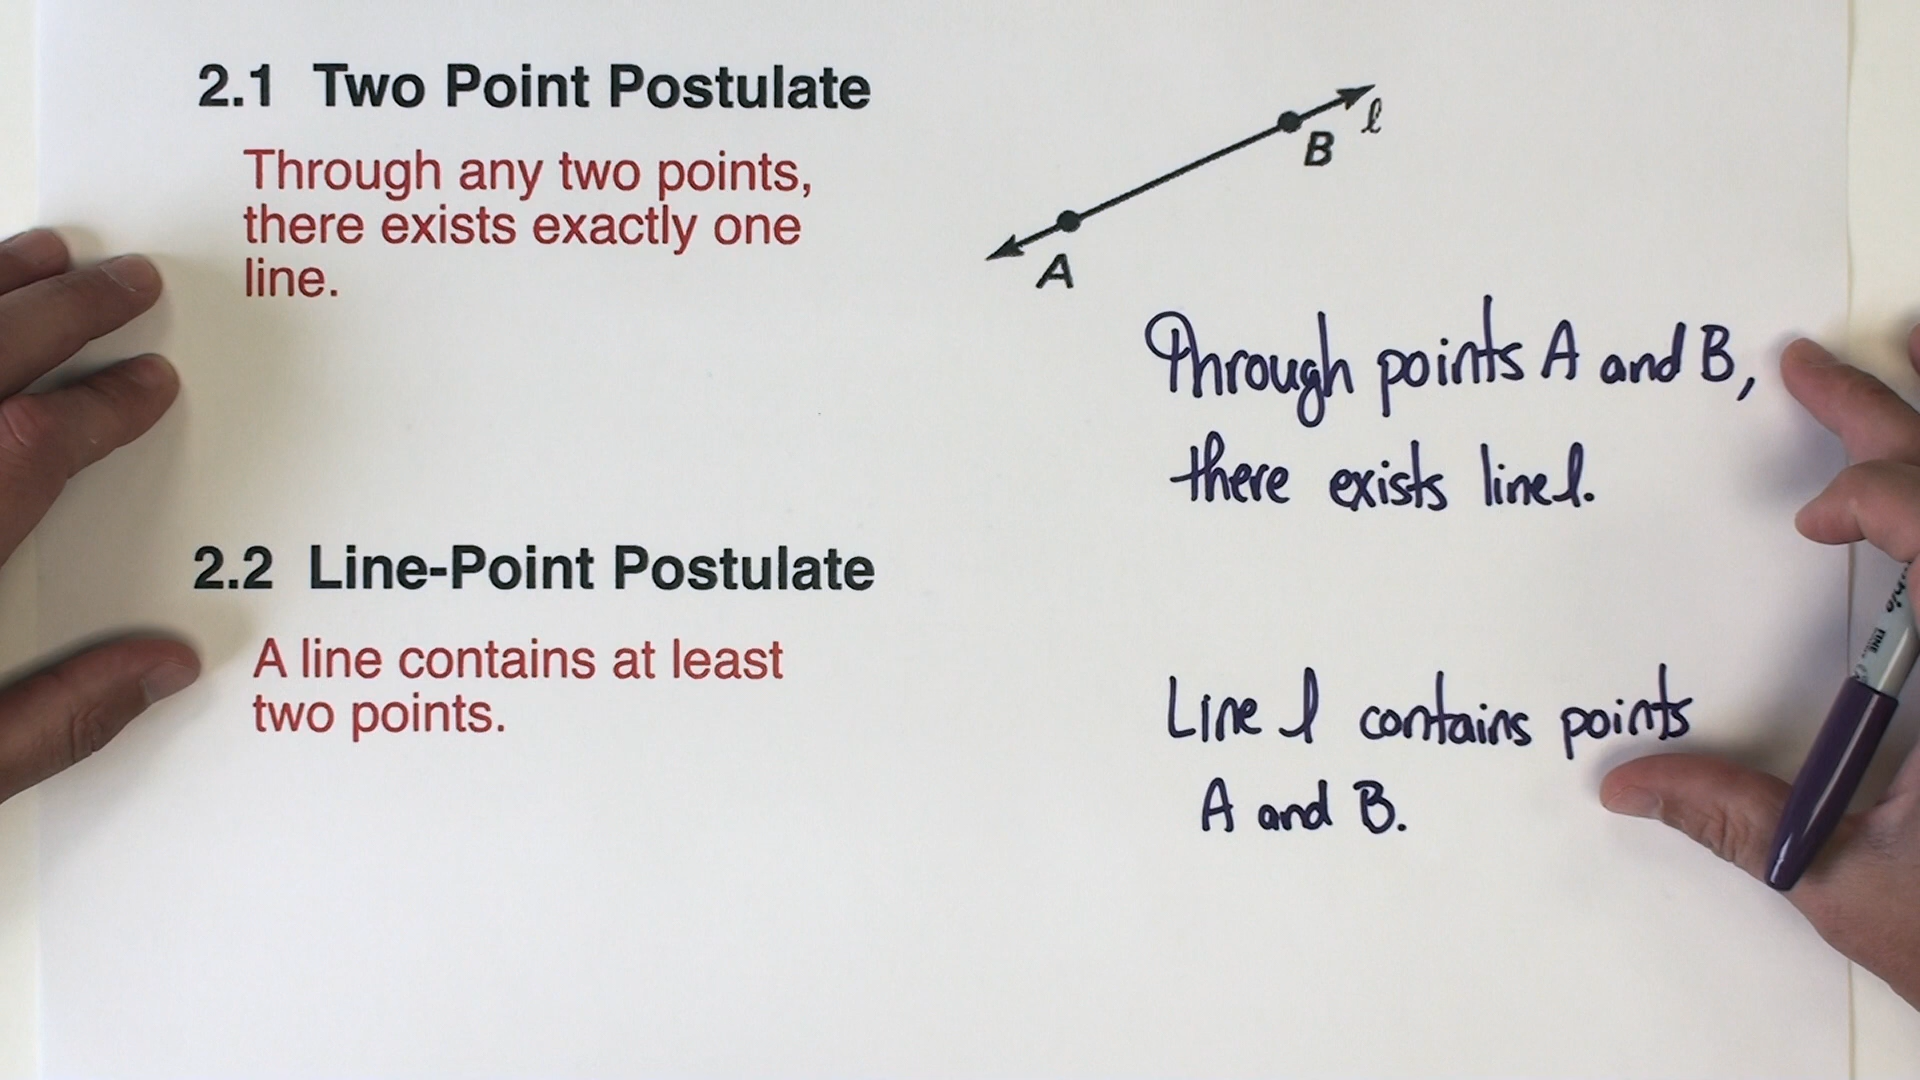 2.1 Two Point Postulate
Through any two points,
there exists exactly one
line.
B
ℓ
A
Through points A and B,
there exists line l.
2.2 Line-Point Postulate
A line contains at least
two points.
Line l contains points
A and B.
FINE